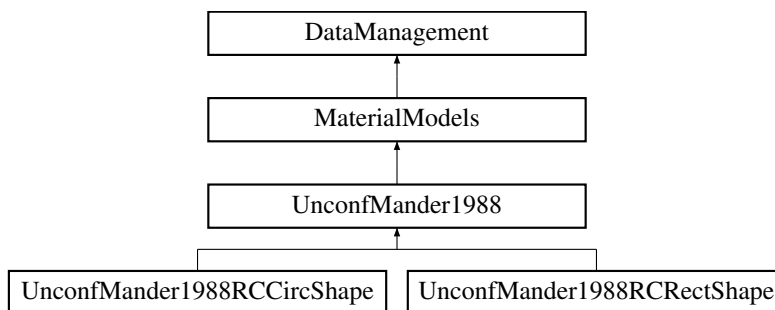 DataManagement
MaterialModels
UnconfMander1988
UnconfMander1988RCCircShape
UnconfMander1988RCRectShape